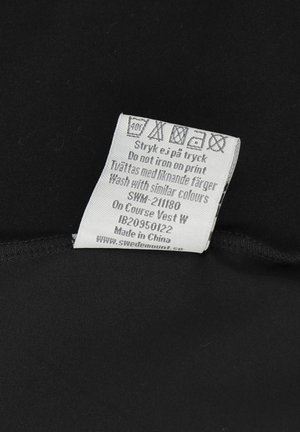 40°
Stryk ej på tryck
Do not iron on print
Tvättas med liknande färger
Wash with similar colours
SWM-211180
On Course Vest W
IB20950122
Made in China
www.swedemount.se